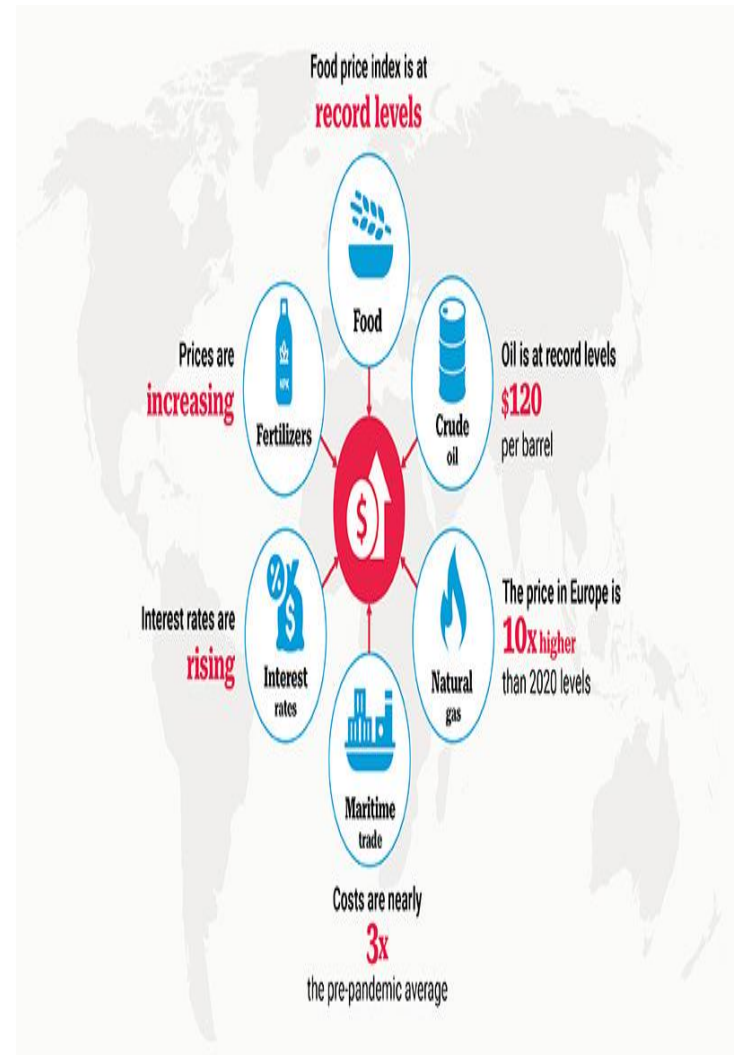 Food price index is at
record levels
Food
Prices are
increasing
NPK
Fertilizers
Crude
oil
Oil is at record levels
$120
per barrel
$
Interest rates are
rising
%
$
Interest
rates
Natural
gas
The price in Europe is
10x higher
than 2020 levels
Maritime
trade
Costs are nearly
3x
the pre-pandemic average